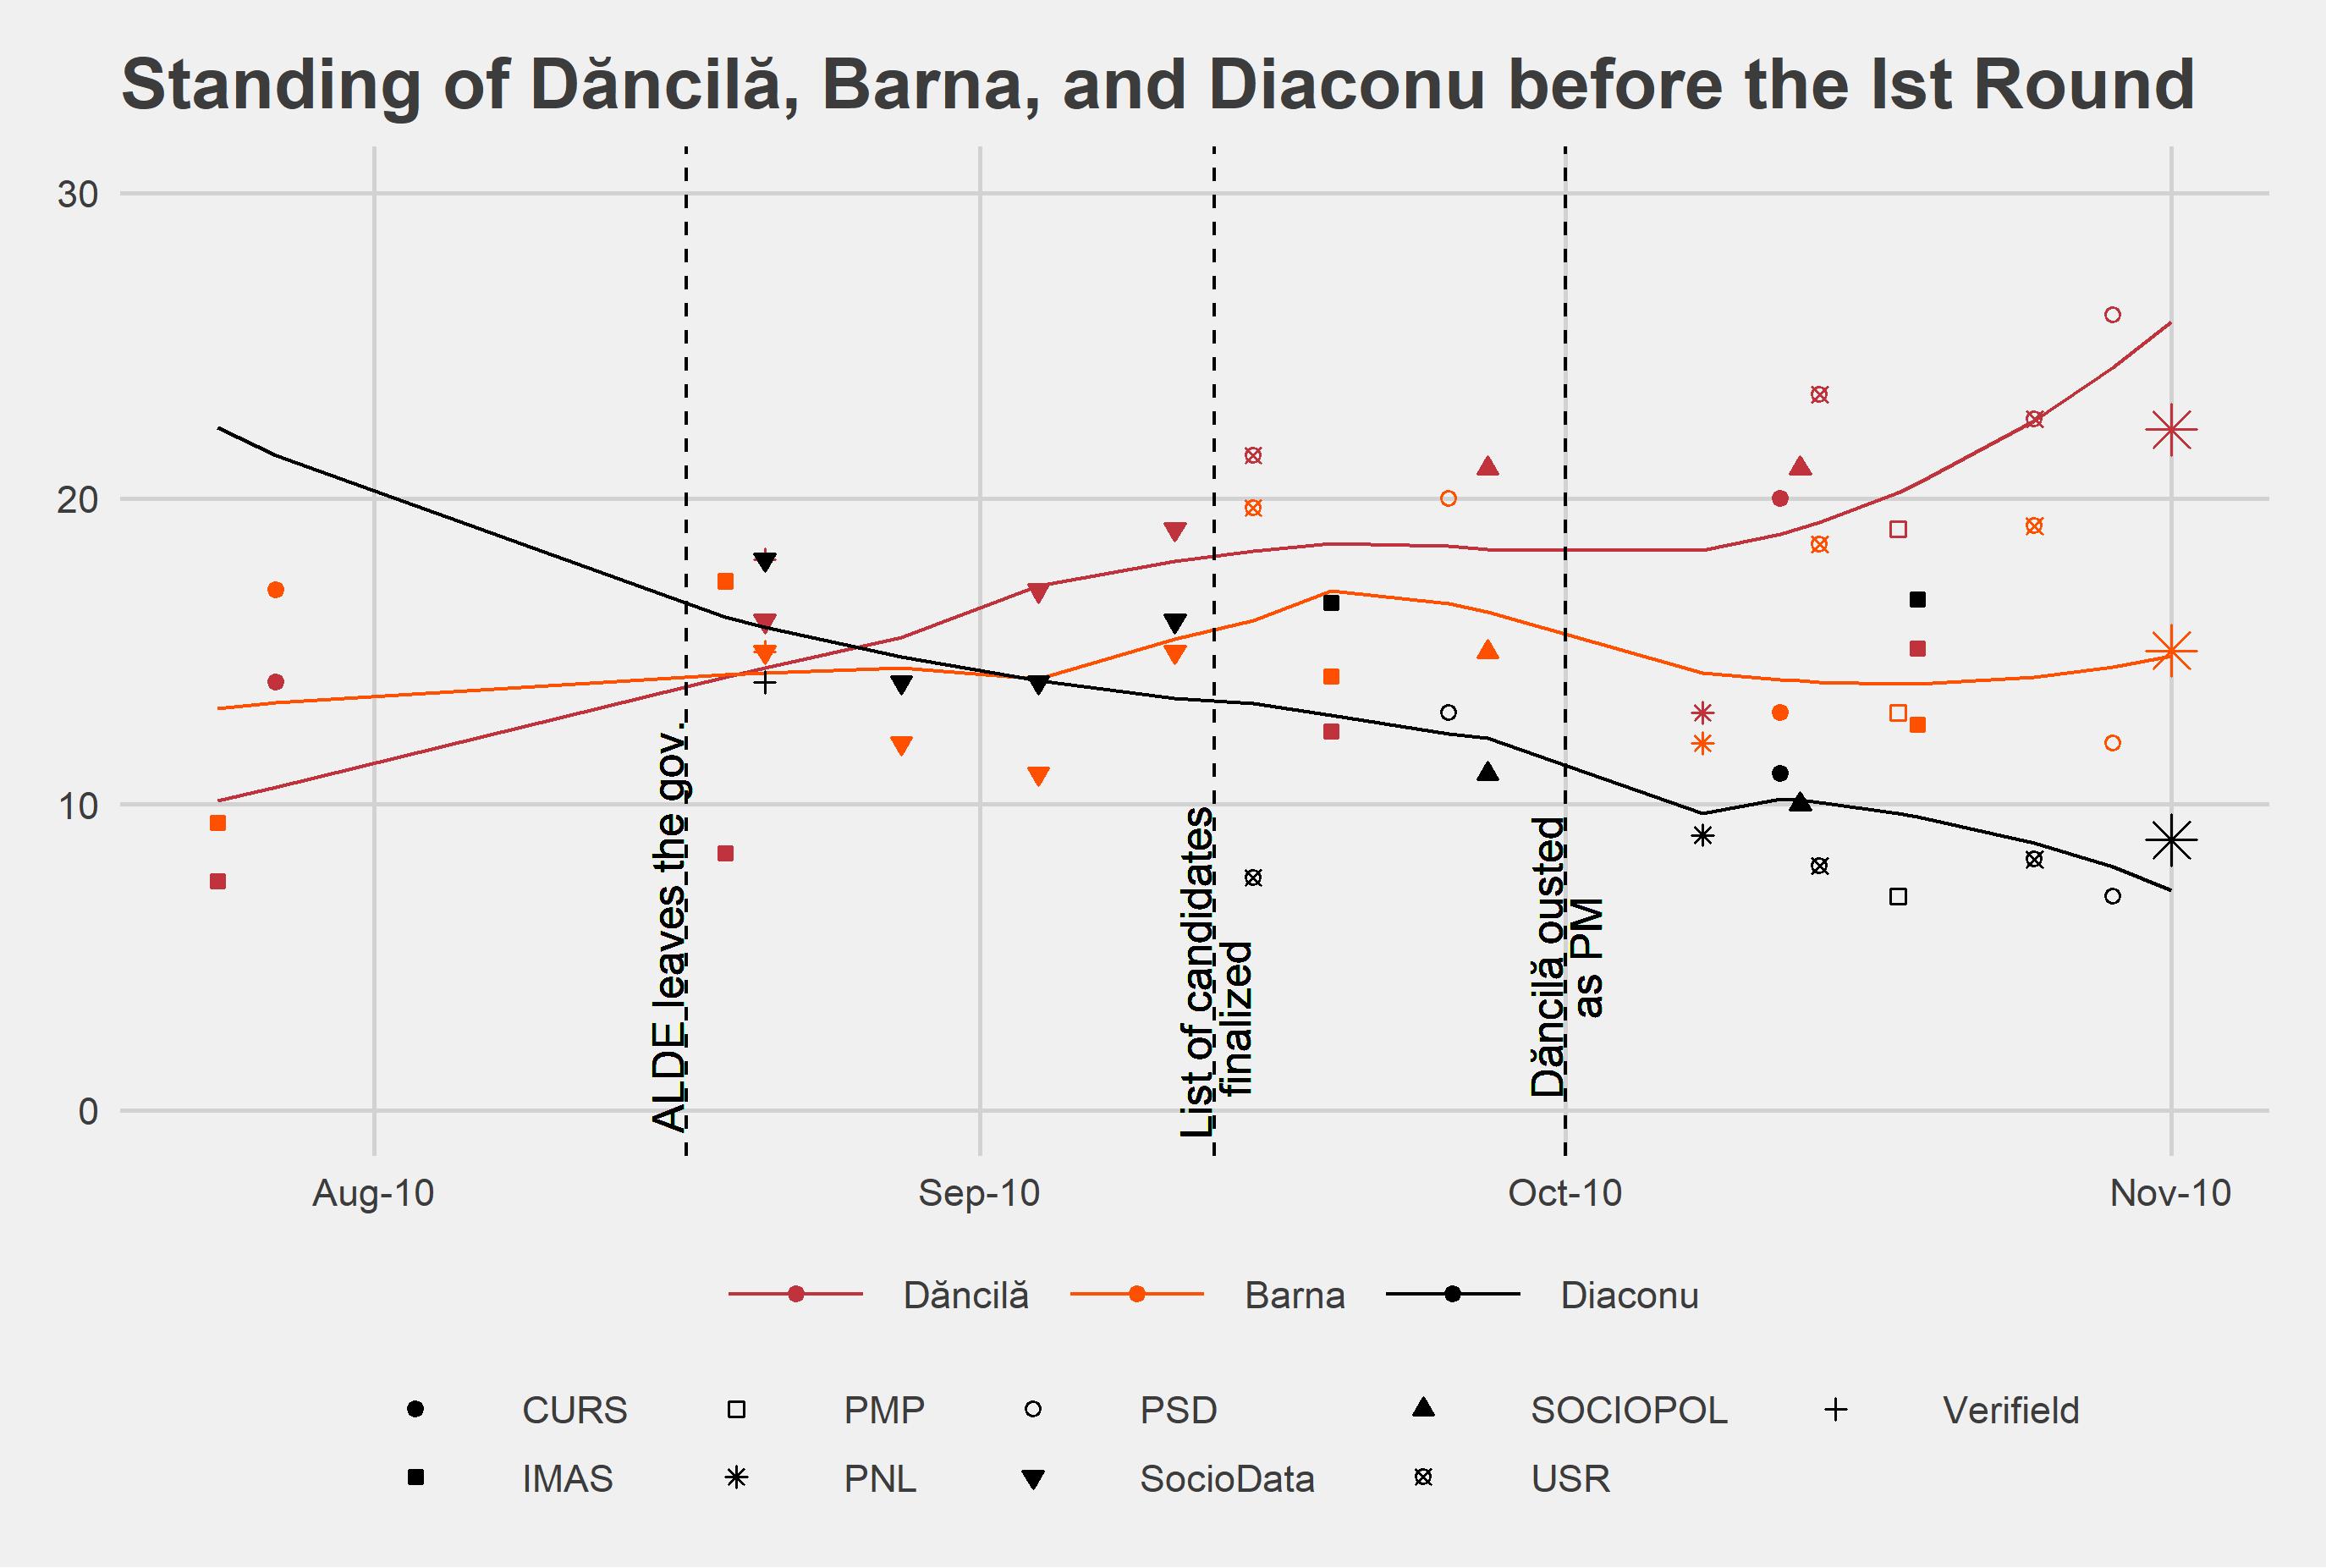 Standing of Dăncilă, Barna, and Diaconu before the Ist Round
30
20
10
0
ALDE leaves the gov.
List of candidates
finalized
Dăncilă ousted
as PM
Aug-10
Sep-10
Oct-10
Nov-10
Dăncilă
Barna
Diaconu
CURS
PMP
PSD
SOCIOPOL
Verifield
IMAS
PNL
SocioData
USR